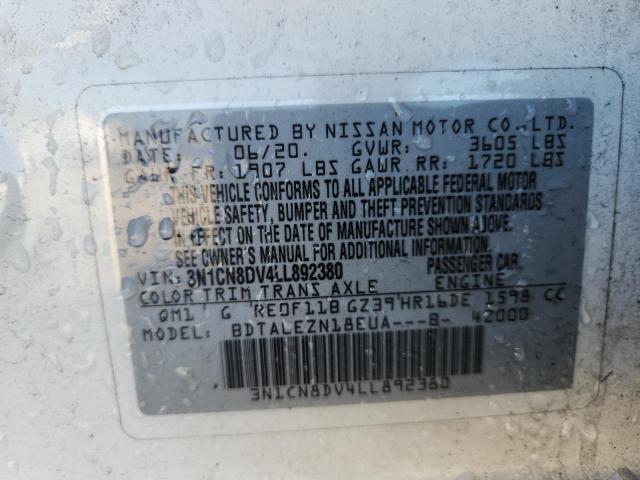 MANUFACTURED BY NISSAN MOTOR CO.,LTD.
DATE: 06/20. GVWR: 3605 LBS
GAWR FR: 1907 LBS GAWR RR: 1720 LBS
THIS VEHICLE CONFORMS TO ALL APPLICABLE FEDERAL MOTOR
VEHICLE SAFETY, BUMPER AND THEFT PREVENTION STANDARDS
IN EFFECT ON THE DATE OF MANUFACTURE SHOWN ABOVE.
SEE OWNER'S MANUAL FOR ADDITIONAL INFORMATION.
VIN: 3N1CN8DV4LL892380 PASSENGER CAR.
COLOR TRIM TRANS AXLE ENGINE
QM1 G RE0F11B GZ39 HR16DE 1598 CC
MODEL: BDTALEZN18EUA---B- 42000
3N1CN8DV4LL892380